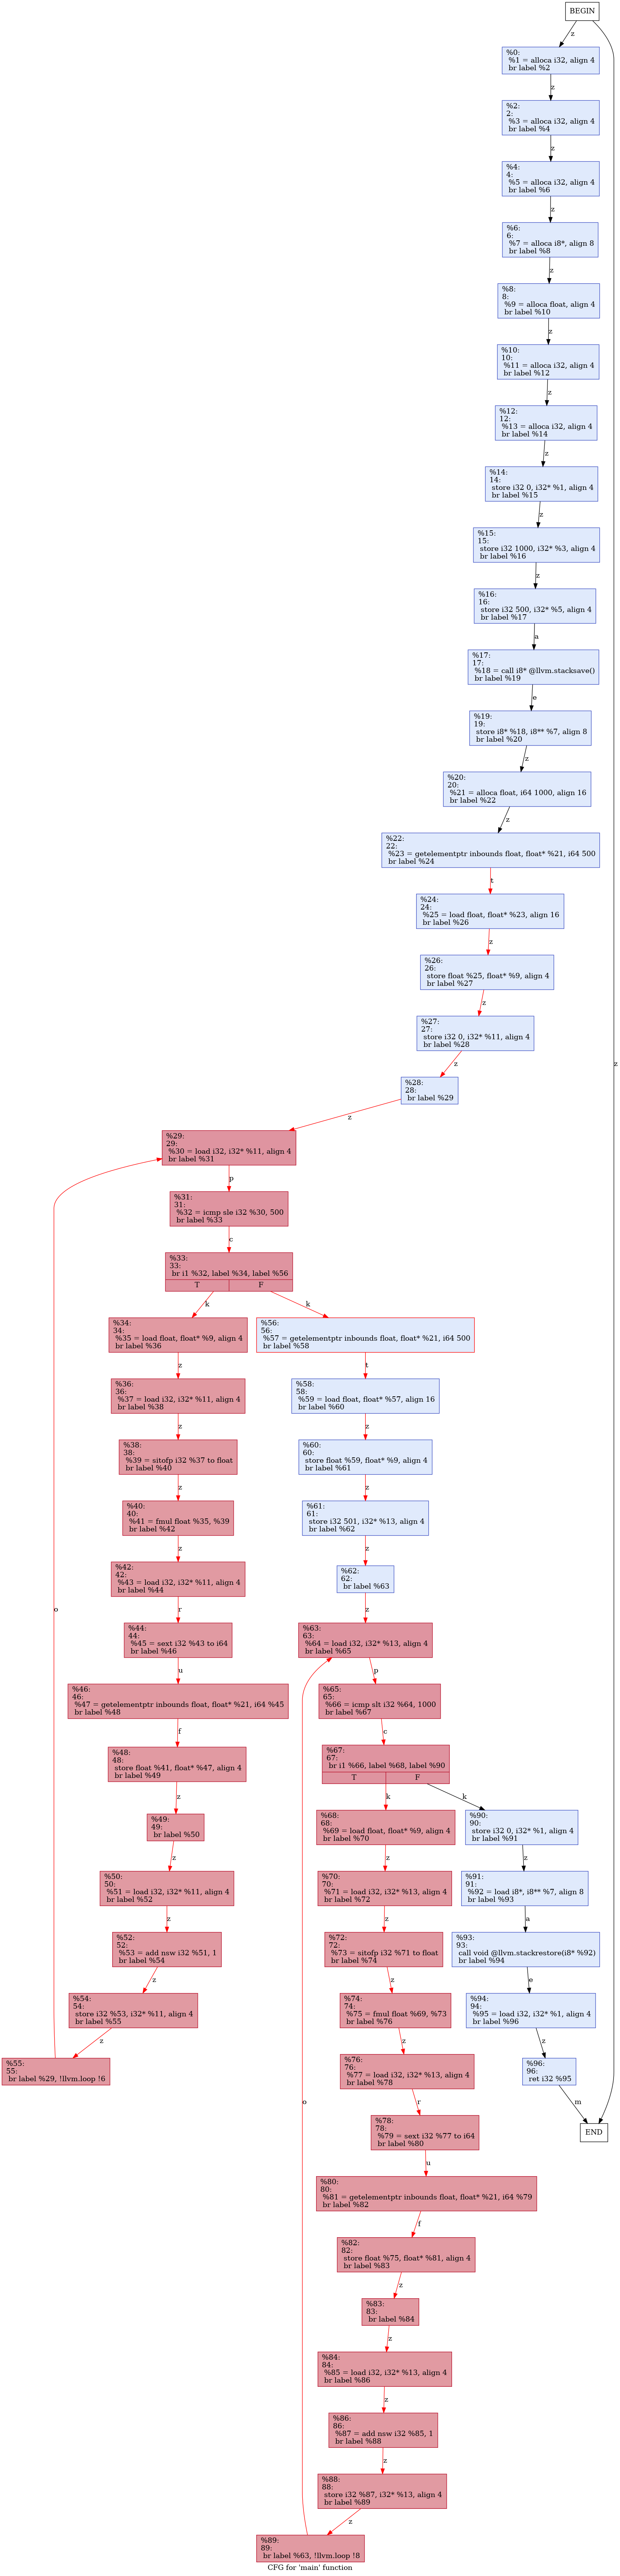 BEGIN
z
%0:
%1 = alloca i32, align 4
br label %2
z
%2:
2:
%3 = alloca i32, align 4
br label %4
z
%4:
4:
%5 = alloca i32, align 4
br label %6
z
%6:
6:
%7 = alloca i8*, align 8
br label %8
z
%8:
8:
%9 = alloca float, align 4
br label %10
z
%10:
10:
%11 = alloca i32, align 4
br label %12
z
%12:
12:
%13 = alloca i32, align 4
br label %14
z
%14:
14:
store i32 0, i32* %1, align 4
br label %15
z
%15:
15:
store i32 1000, i32* %3, align 4
br label %16
z
%16:
16:
store i32 500, i32* %5, align 4
br label %17
a
%17:
17:
%18 = call i8* @llvm.stacksave()
br label %19
e
%19:
19:
store i8* %18, i8** %7, align 8
br label %20
z
%20:
20:
%21 = alloca float, i64 1000, align 16
br label %22
z
%22:
22:
%23 = getelementptr inbounds float, float* %21, i64 500
br label %24
t
%24:
24:
%25 = load float, float* %23, align 16
br label %26
z
%26:
26:
store float %25, float* %9, align 4
br label %27
z
%27:
27:
store i32 0, i32* %11, align 4
br label %28
z
z
%28:
28:
br label %29
z
%29:
29:
%30 = load i32, i32* %11, align 4
br label %31
p
%31:
31:
%32 = icmp sle i32 %30, 500
br label %33
c
%33:
33:
br i1 %32, label %34, label %56
T F
k k
%34:
34:
%35 = load float, float* %9, align 4
br label %36
z
%36:
36:
%37 = load i32, i32* %11, align 4
br label %38
z
%38:
38:
%39 = sitofp i32 %37 to float
br label %40
z
%40:
40:
%41 = fmul float %35, %39
br label %42
z
%42:
42:
%43 = load i32, i32* %11, align 4
br label %44
r
%44:
44:
%45 = sext i32 %43 to i64
br label %46
u
%46:
46:
%47 = getelementptr inbounds float, float* %21, i64 %45
br label %48
f
%48:
48:
store float %41, float* %47, align 4
br label %49
z
%49:
49:
br label %50
z
%50:
50:
%51 = load i32, i32* %11, align 4
br label %52
z
%52:
52:
%53 = add nsw i32 %51, 1
br label %54
z
%54:
54:
store i32 %53, i32* %11, align 4
br label %55
z
%55:
55:
br label %29, !llvm.loop !6
o
%56:
56:
%57 = getelementptr inbounds float, float* %21, i64 500
br label %58
t
%58:
58:
%59 = load float, float* %57, align 16
br label %60
z
%60:
60:
store float %59, float* %9, align 4
br label %61
z
%61:
61:
store i32 501, i32* %13, align 4
br label %62
z
%62:
62:
br label %63
z
%63:
63:
%64 = load i32, i32* %13, align 4
br label %65
p
%65:
65:
%66 = icmp slt i32 %64, 1000
br label %67
c
%67:
67:
br i1 %66, label %68, label %90
T F
k k
%68:
68:
%69 = load float, float* %9, align 4
br label %70
z
%70:
70:
%71 = load i32, i32* %13, align 4
br label %72
z
%72:
72:
%73 = sitofp i32 %71 to float
br label %74
z
%74:
74:
%75 = fmul float %69, %73
br label %76
z
%76:
76:
%77 = load i32, i32* %13, align 4
br label %78
r
%78:
78:
%79 = sext i32 %77 to i64
br label %80
u
%80:
80:
%81 = getelementptr inbounds float, float* %21, i64 %79
br label %82
f
%82:
82:
store float %75, float* %81, align 4
br label %83
z
%83:
83:
br label %84
z
%84:
84:
%85 = load i32, i32* %13, align 4
br label %86
z
%86:
86:
%87 = add nsw i32 %85, 1
br label %88
z
%88:
88:
store i32 %87, i32* %13, align 4
br label %89
z
%89:
89:
br label %63, !llvm.loop !8
o
%90:
90:
store i32 0, i32* %1, align 4
br label %91
z
%91:
91:
%92 = load i8*, i8** %7, align 8
br label %93
a
%93:
93:
call void @llvm.stackrestore(i8* %92)
br label %94
e
%94:
94:
%95 = load i32, i32* %1, align 4
br label %96
z
%96:
96:
ret i32 %95
m
END
CFG for 'main' function